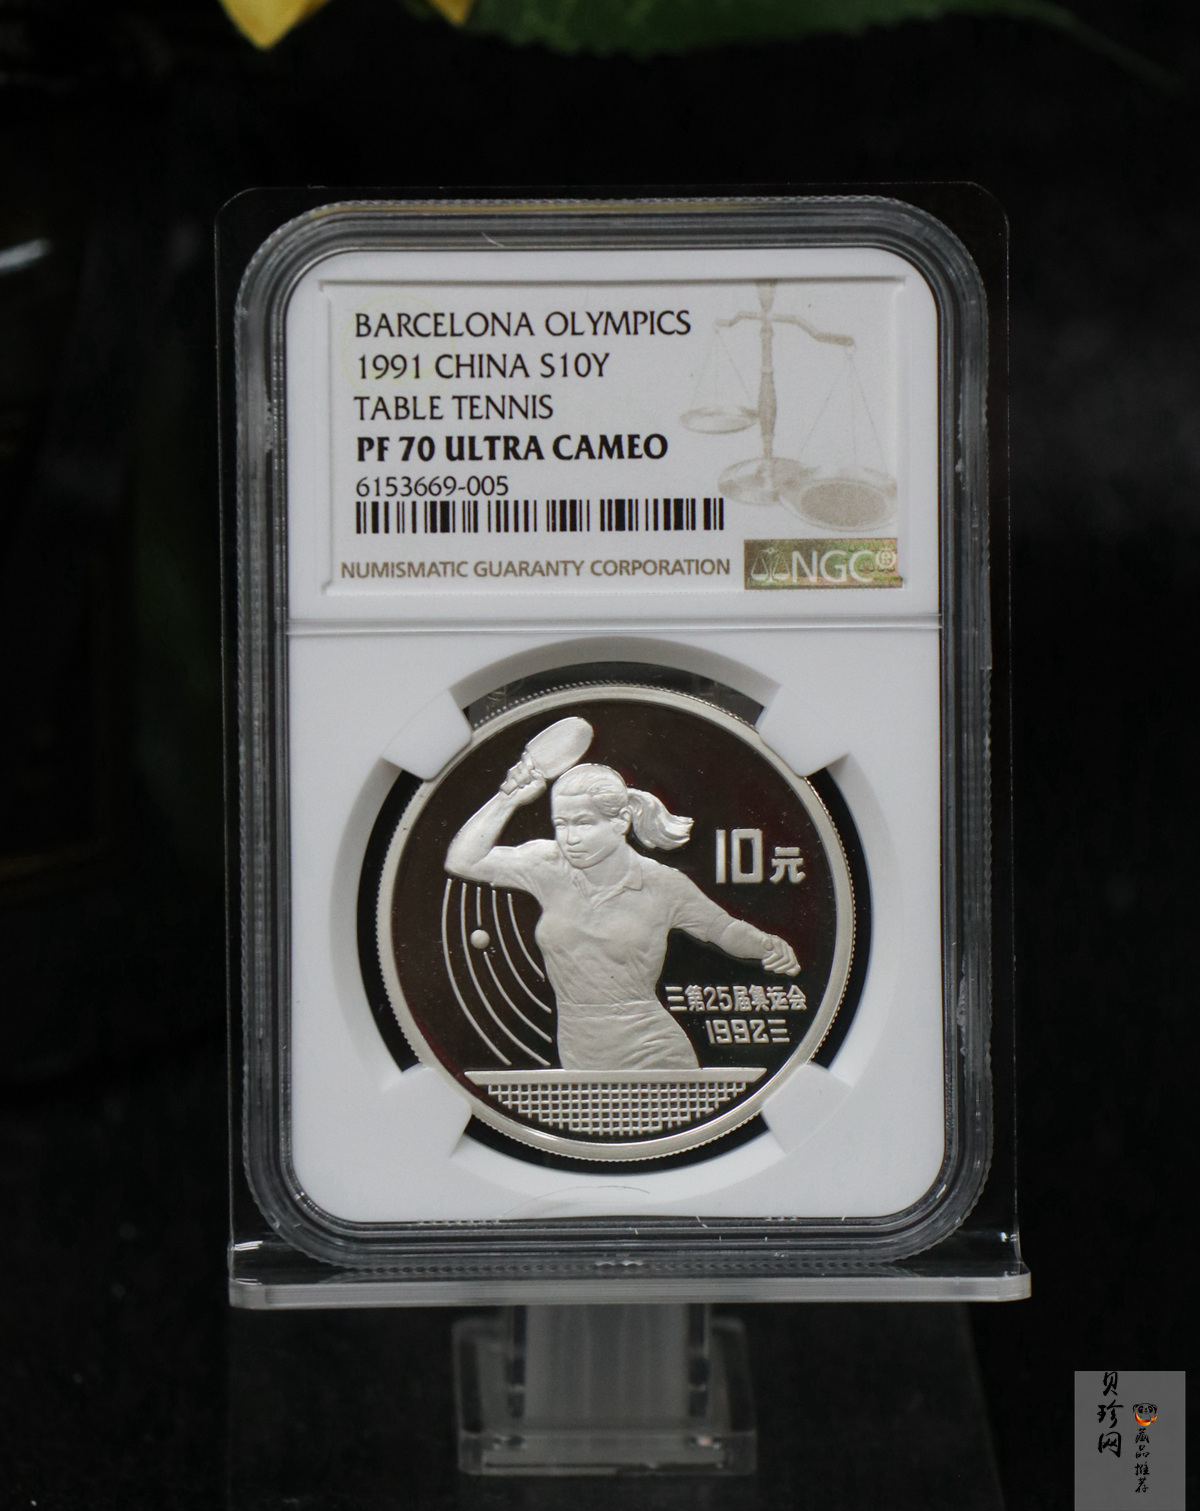 BARCELONA OLYMPICS
1991 CHINA S10Y
TABLE TENNIS
PF 70 ULTRA CAMEO
6153669-005
NUMISMATIC GUARANTY CORPORATION
NGC®
10元
三第25届奥运会
1992三
贝珍网
藏品推荐